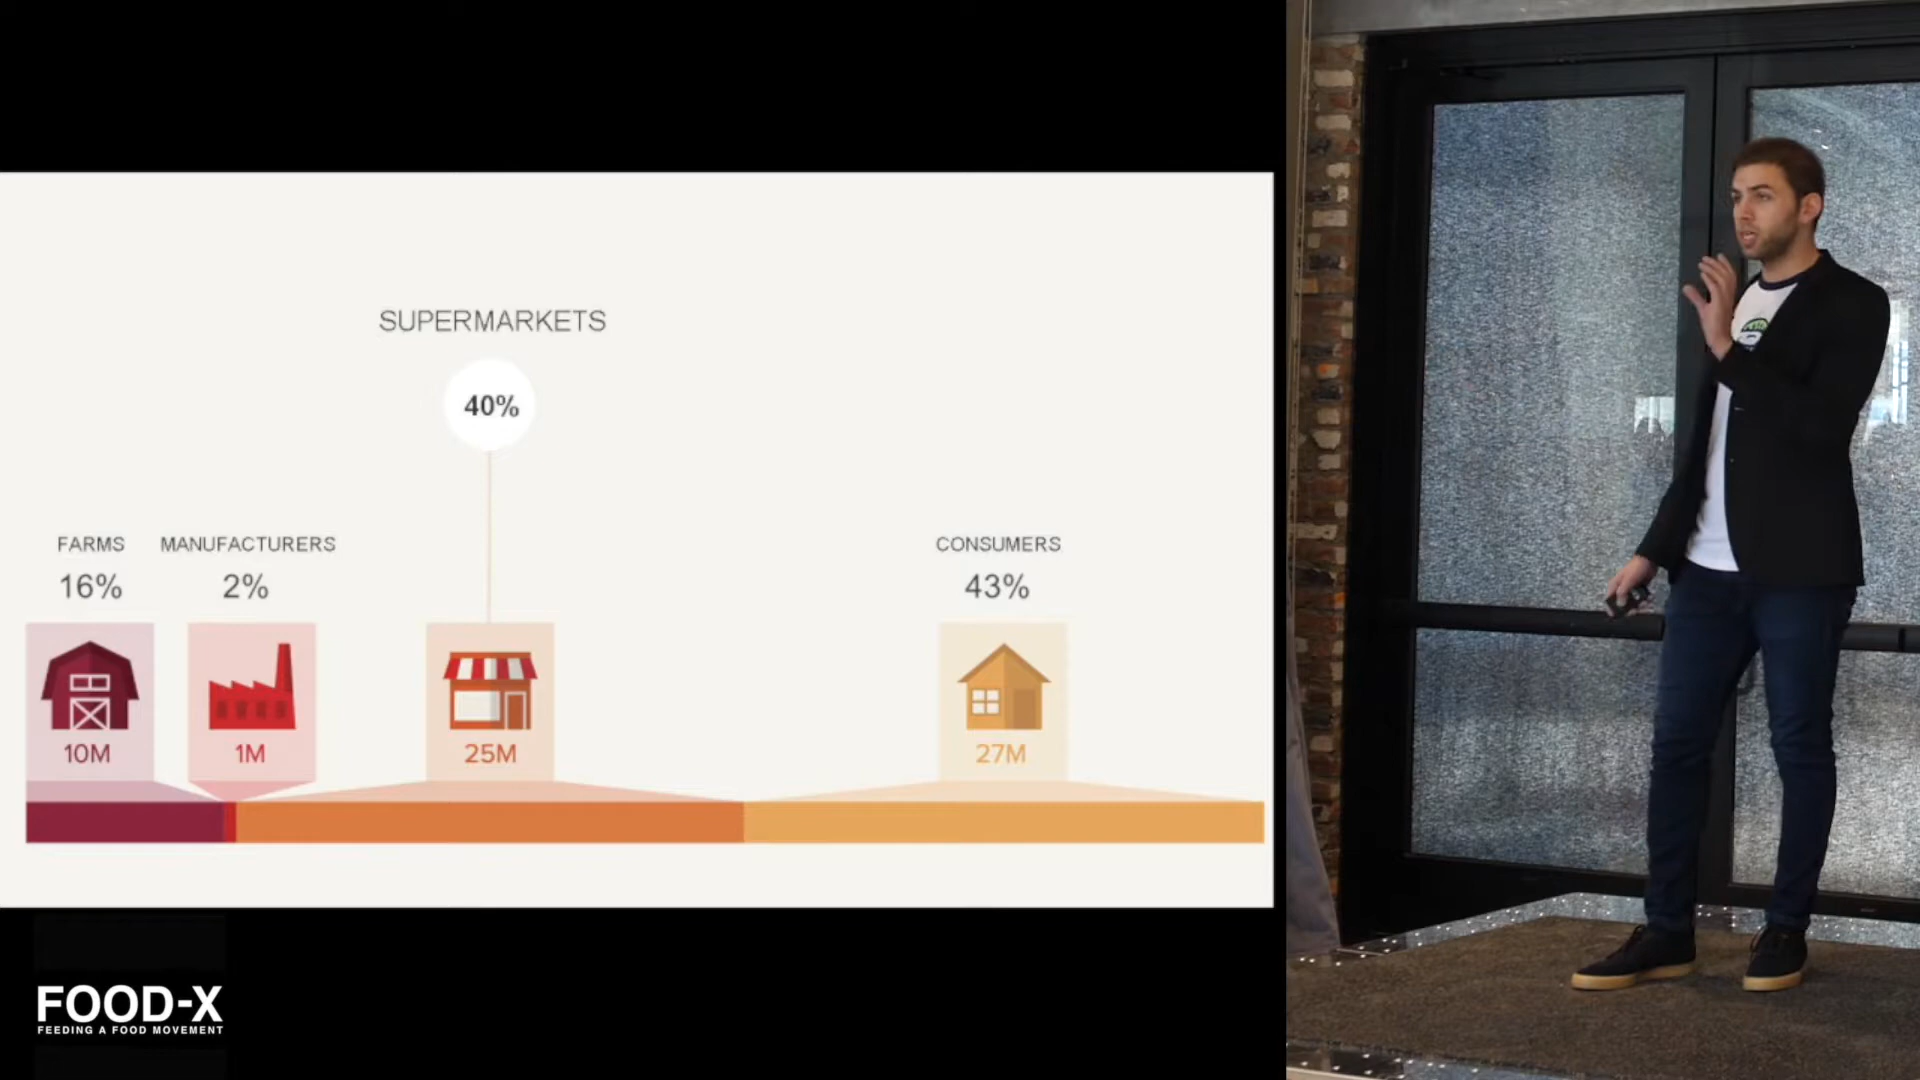 SUPERMARKETS
40%
FARMS
16%
MANUFACTURERS
2%
CONSUMERS
43%
10M
1M
25M
27M
FOOD-X
FEEDING A FOOD MOVEMENT